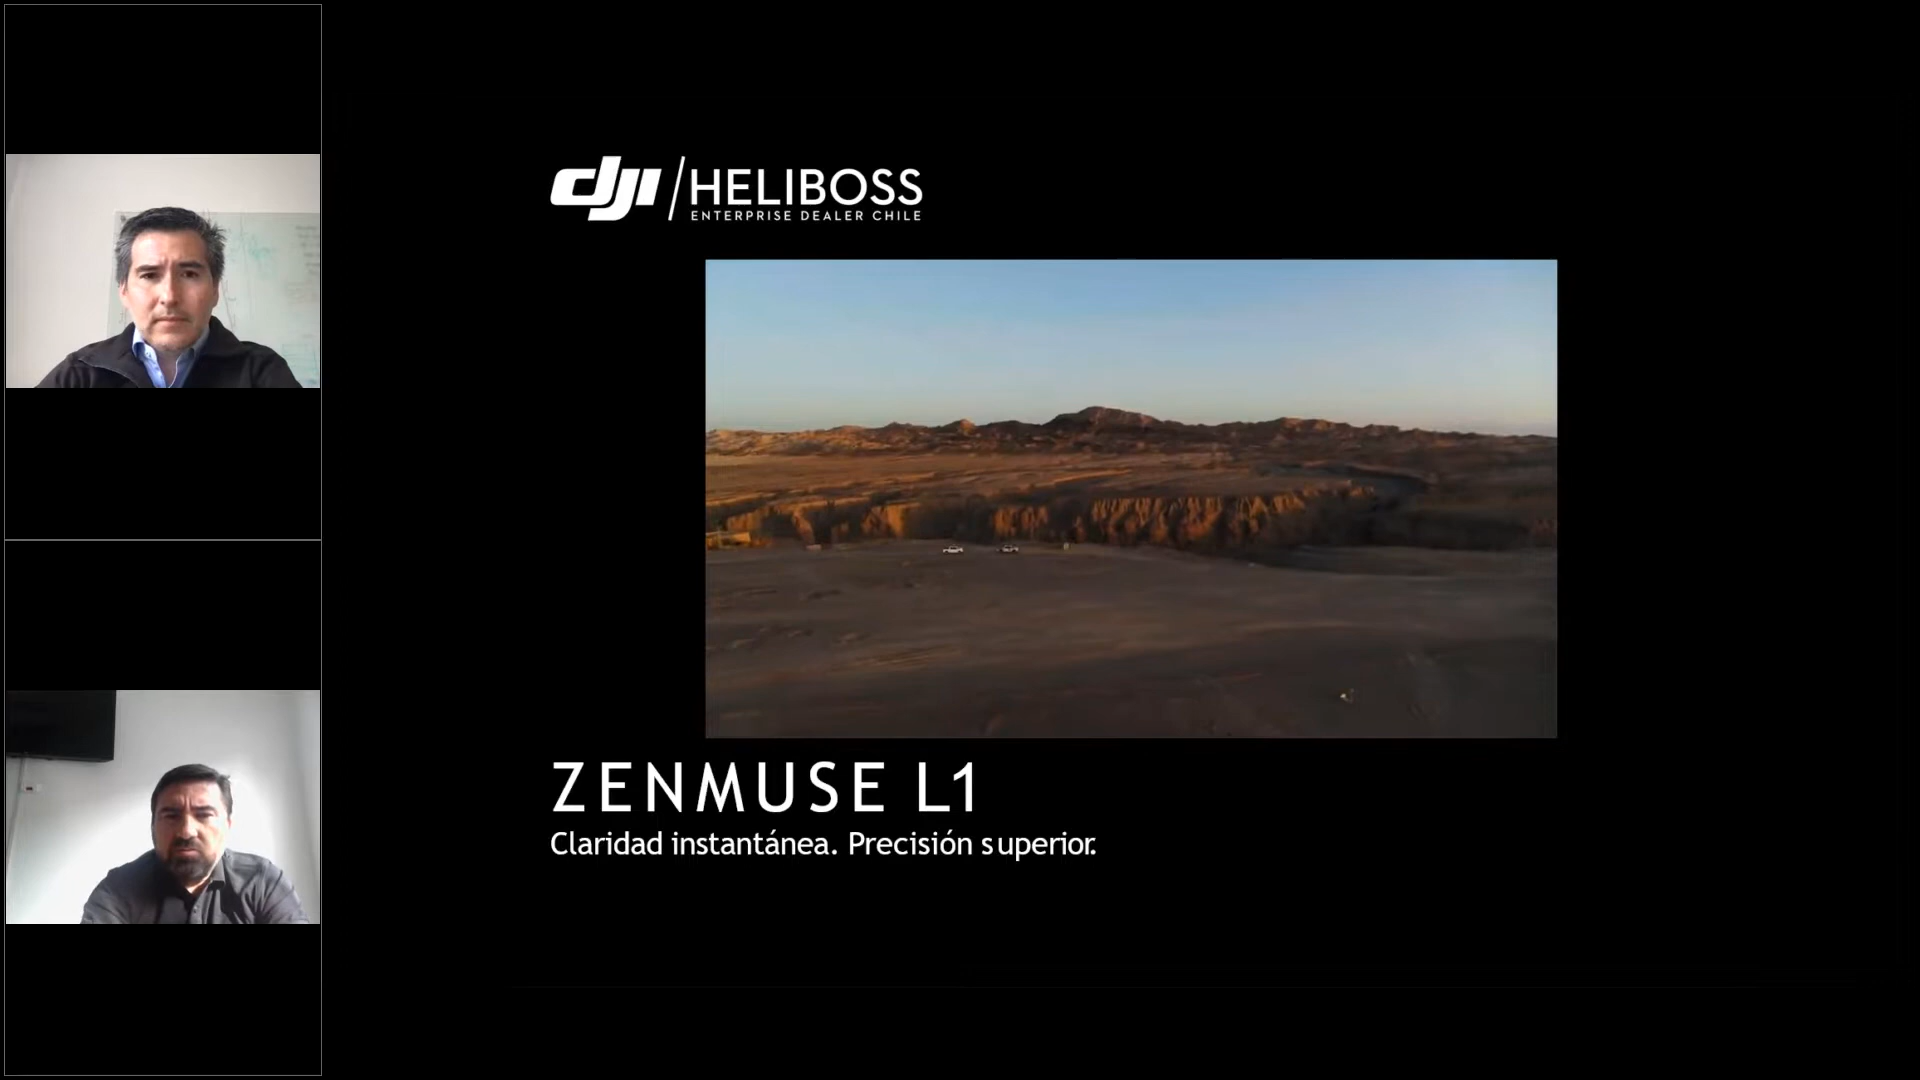 dji HELIBOSS
ENTERPRISE DEALER CHILE
ZENMUSE L1
Claridad instantánea. Precisión superior.